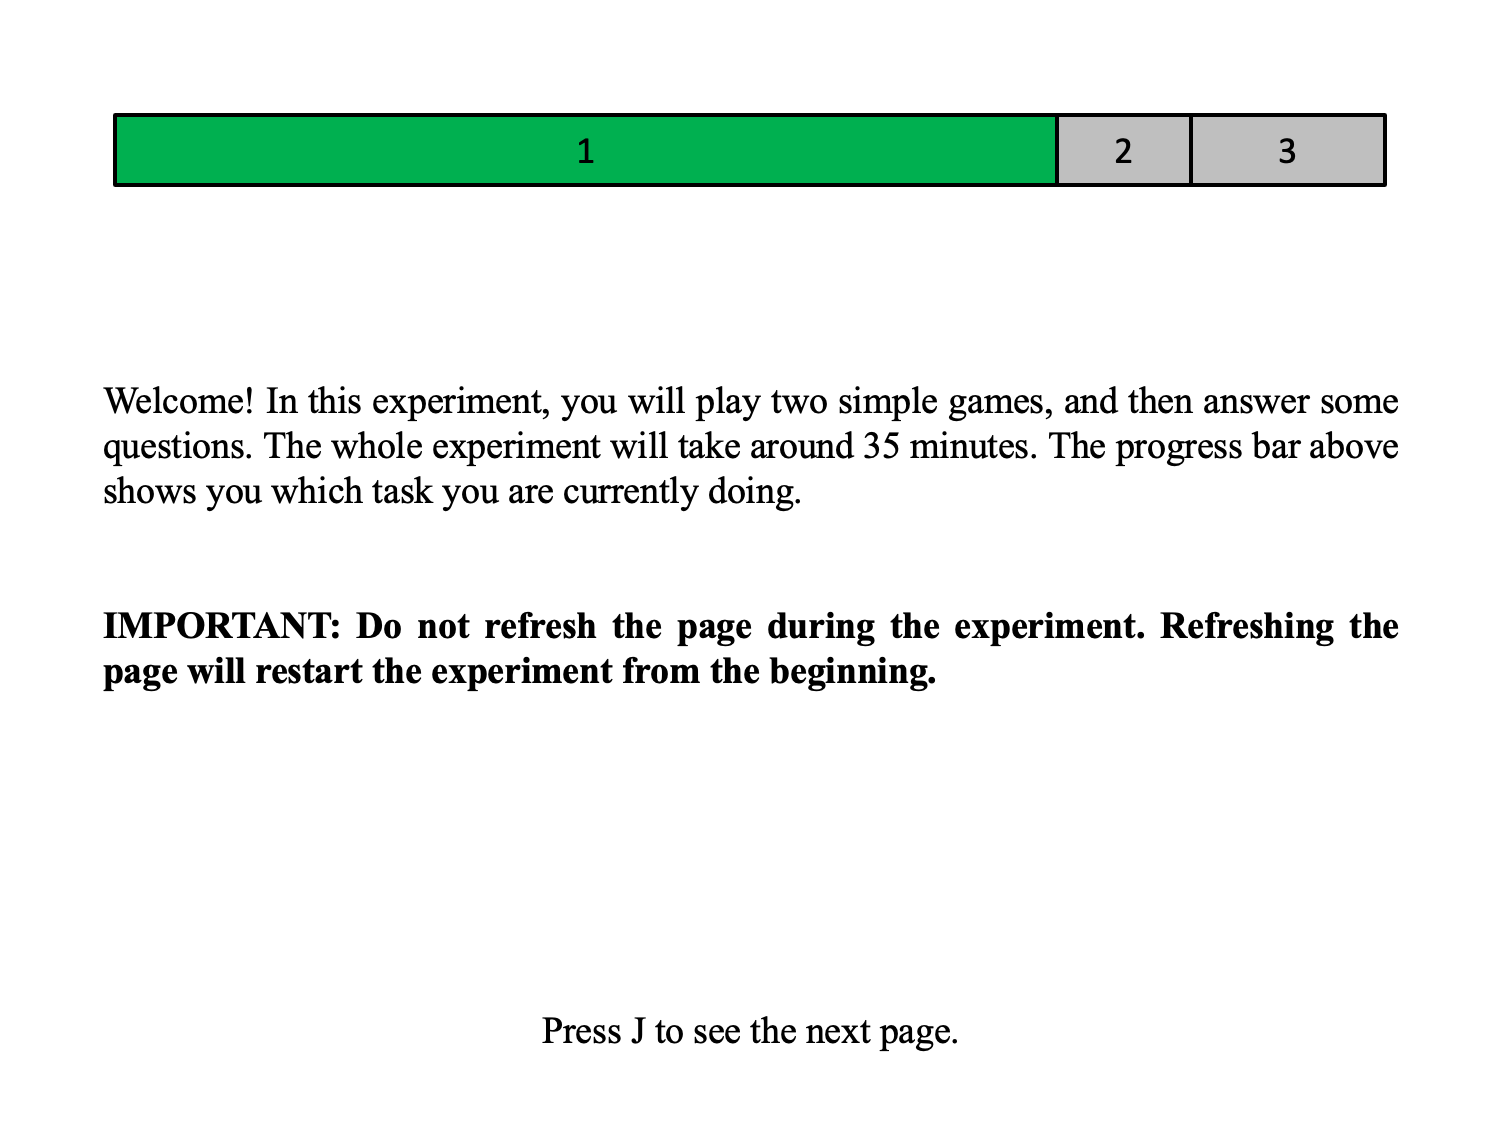 1 2 3
Welcome! In this experiment, you will play two simple games, and then answer some
questions. The whole experiment will take around 35 minutes. The progress bar above
shows you which task you are currently doing.
IMPORTANT: Do not refresh the page during the experiment. Refreshing the
page will restart the experiment from the beginning.
Press J to see the next page.